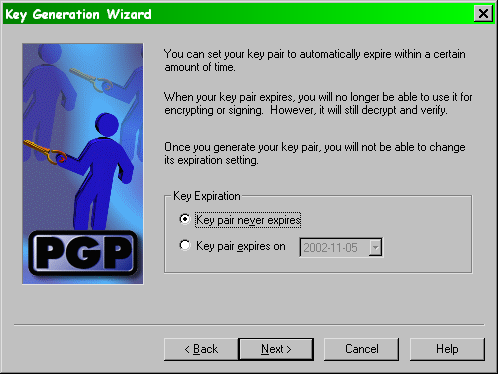 Key Generation Wizard
You can set your key pair to automatically expire within a certain
amount of time.
When your key pair expires, you will no longer be able to use it for
encrypting or signing. However, it will still decrypt and verify.
Once you generate your key pair, you will not be able to change
its expiration setting.
Key Expiration
Key pair never expires
Key pair expires on 2002-11-05
PGP
< Back Next > Cancel Help